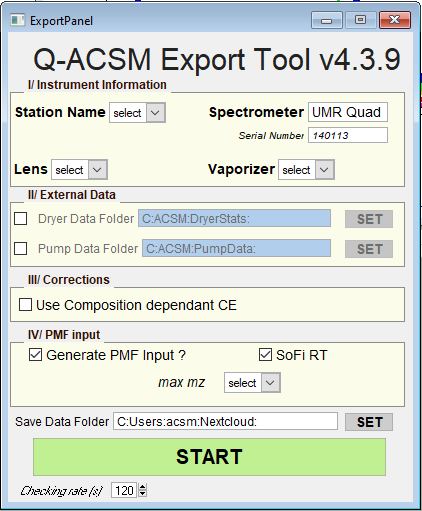 ExportPanel
Q-ACSM Export Tool v4.3.9
I/ Instrument Information
Station Name select Spectrometer UMR Quad
Serial Number 140113
Lens select Vaporizer select
II/ External Data
Dryer Data Folder C:ACSM:DryerStats: SET
Pump Data Folder C:ACSM:PumpData: SET
III/ Corrections
Use Composition dependant CE
IV/ PMF input
Generate PMF Input ? SoFi RT
max mz select
Save Data Folder C:Users:acsm:Nextcloud: SET
START
Checking rate (s) 120